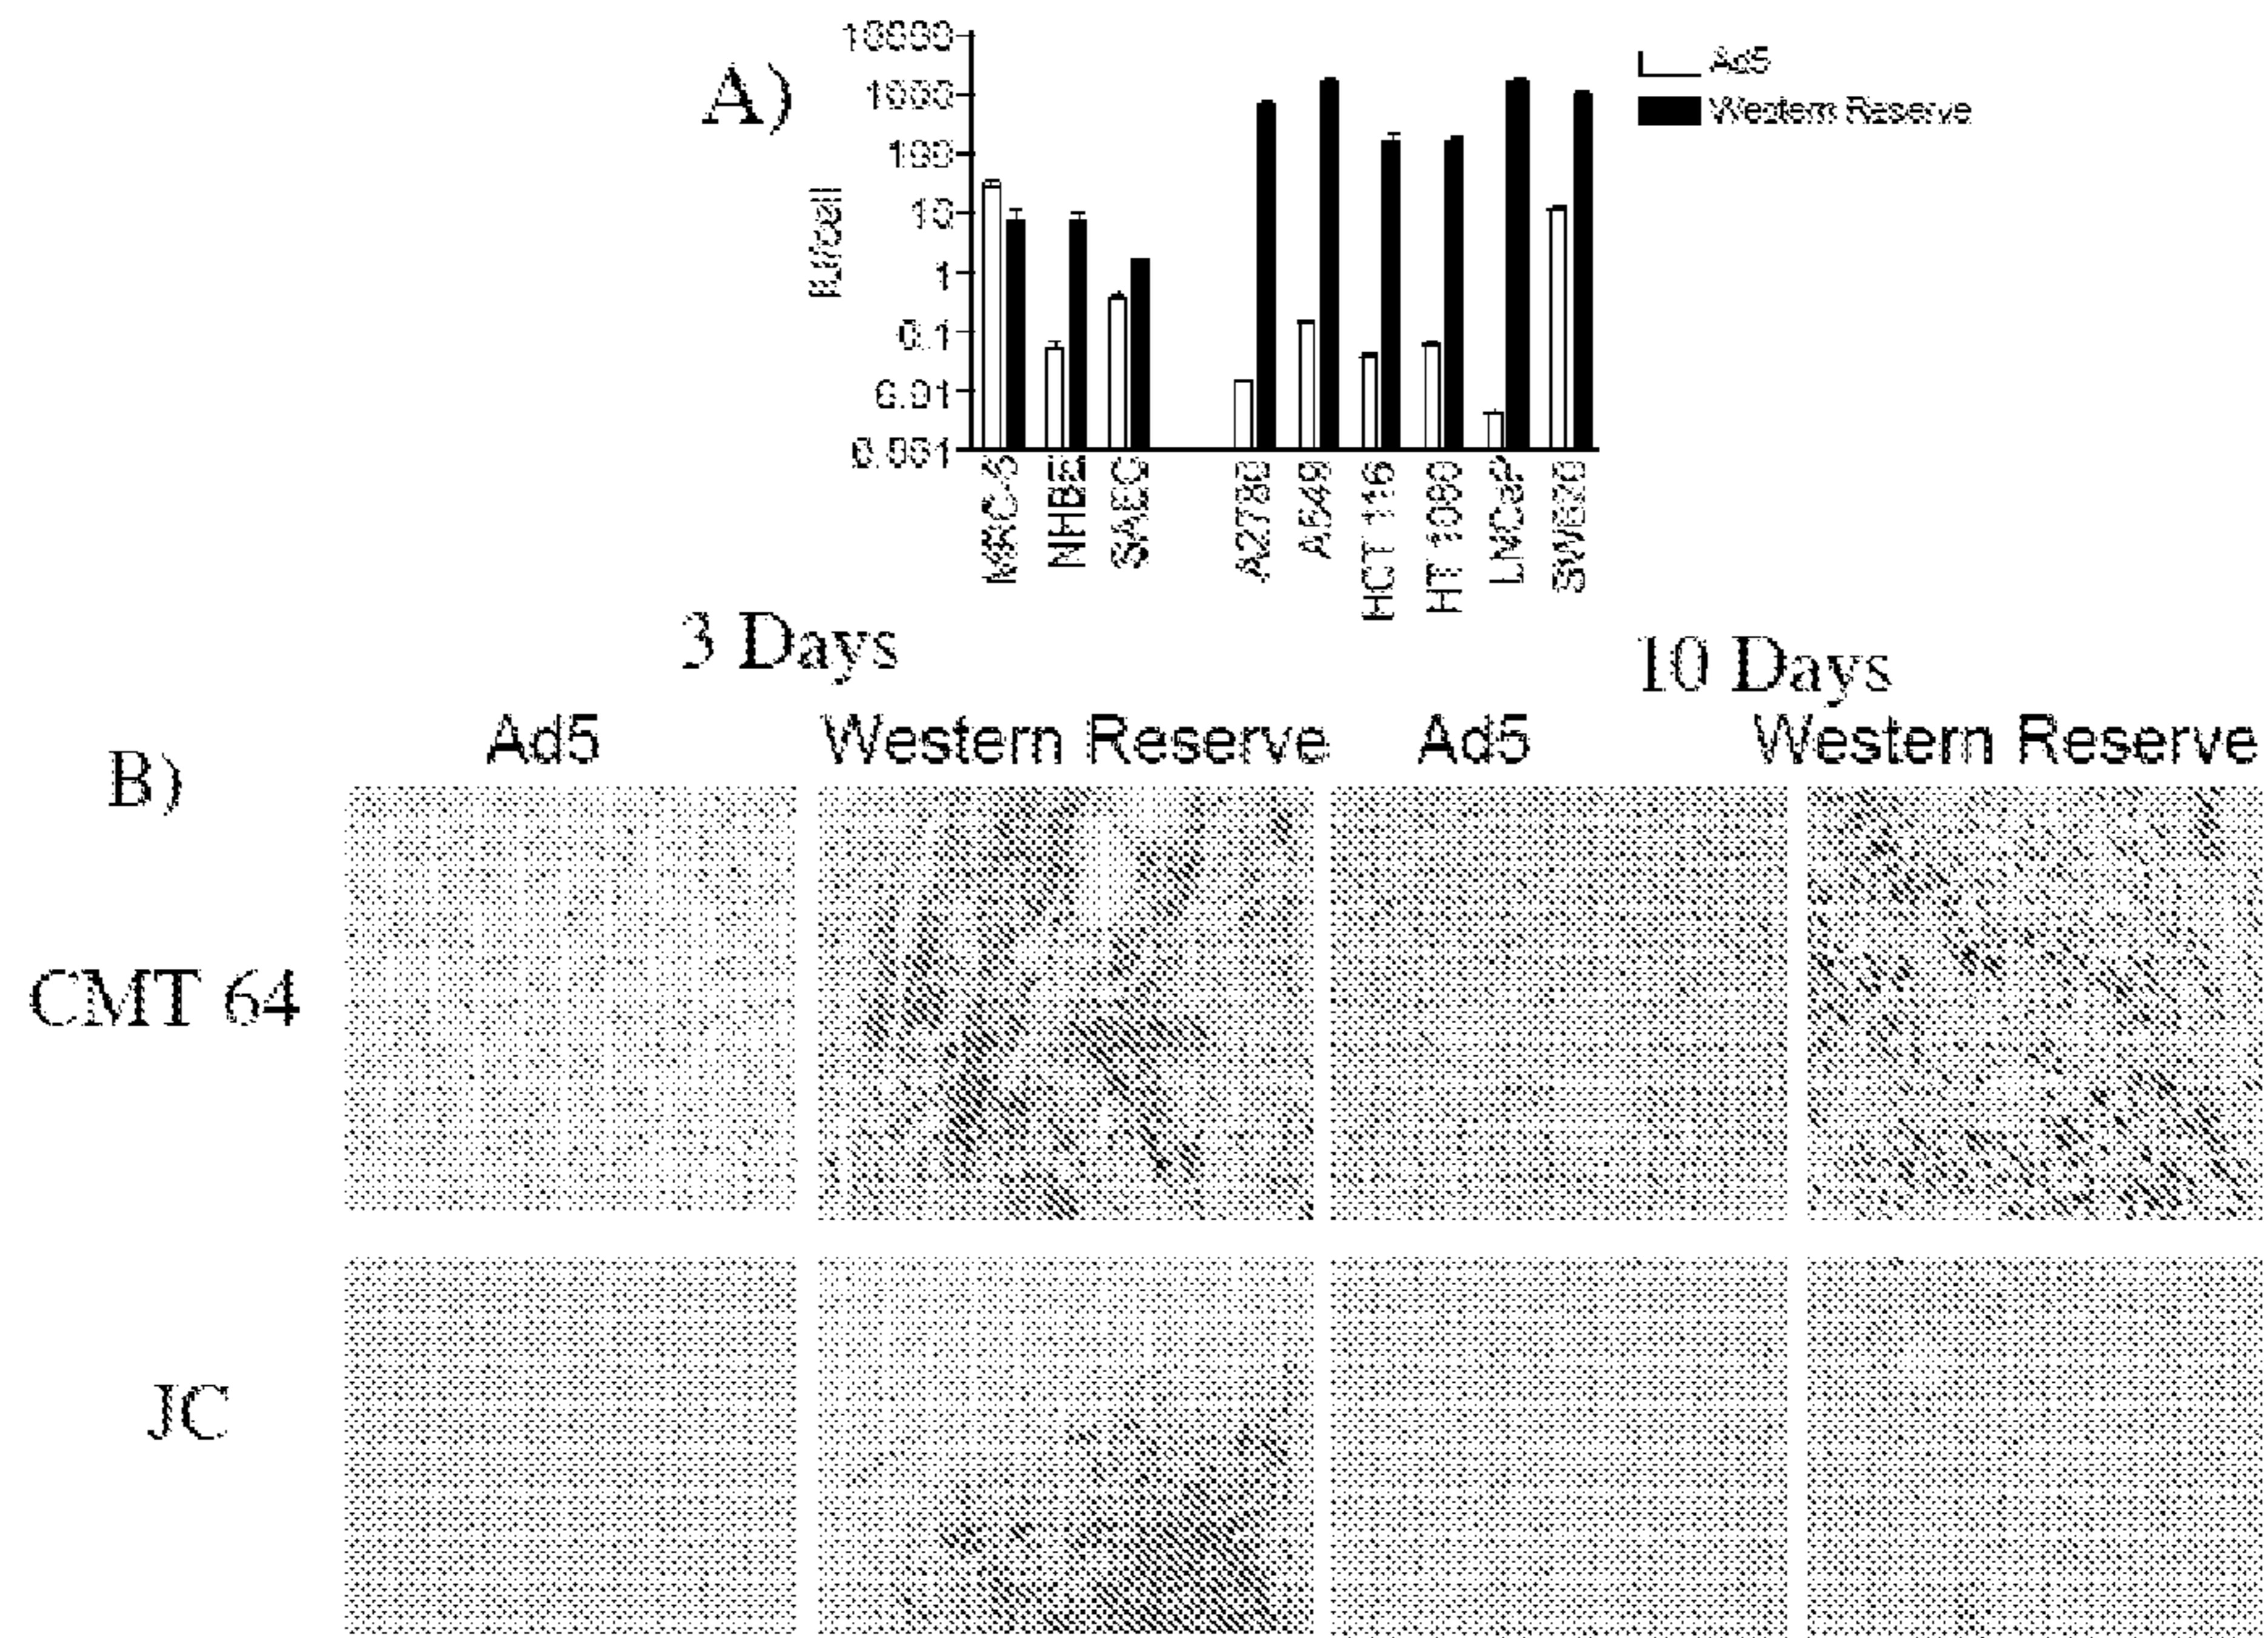 A)
10000
1000
100
10
1
0.1
0.01
0.001
Ad5
Western Reserve
MRC-5
NHBE
SAEC
A2780
A549
HCT 116
HT 1080
LNCaP
SW620
3 Days
10 Days
Ad5
Western Reserve
Ad5
Western Reserve
B)
CMT 64
JC